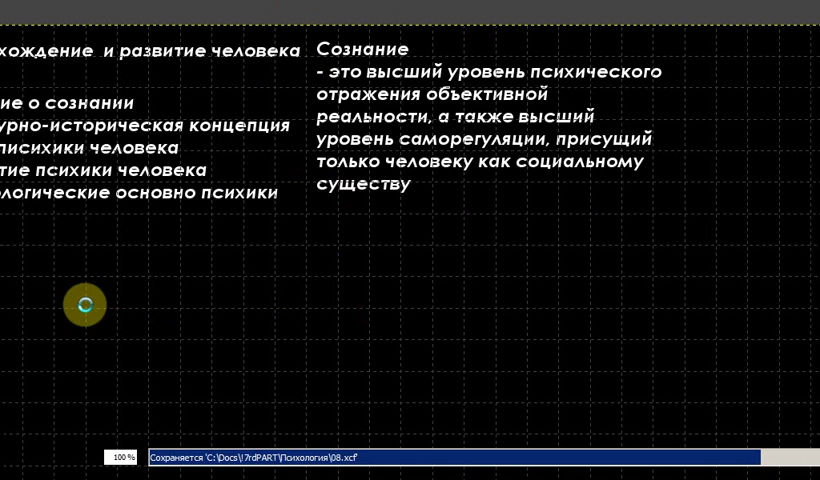 хождение и развитие человека
ие о сознании
урно-историческая концепция
писихики человека
тие психики человека
ологические основно психики
Сознание
- это высший уровень психического
отражения объективной
реальности, а также высший
уровень саморегуляции, присущий
только человеку как социальному
существу
100 %
Сохраняется 'C:\Docs\!7rdPART\Психология\08.xcf'